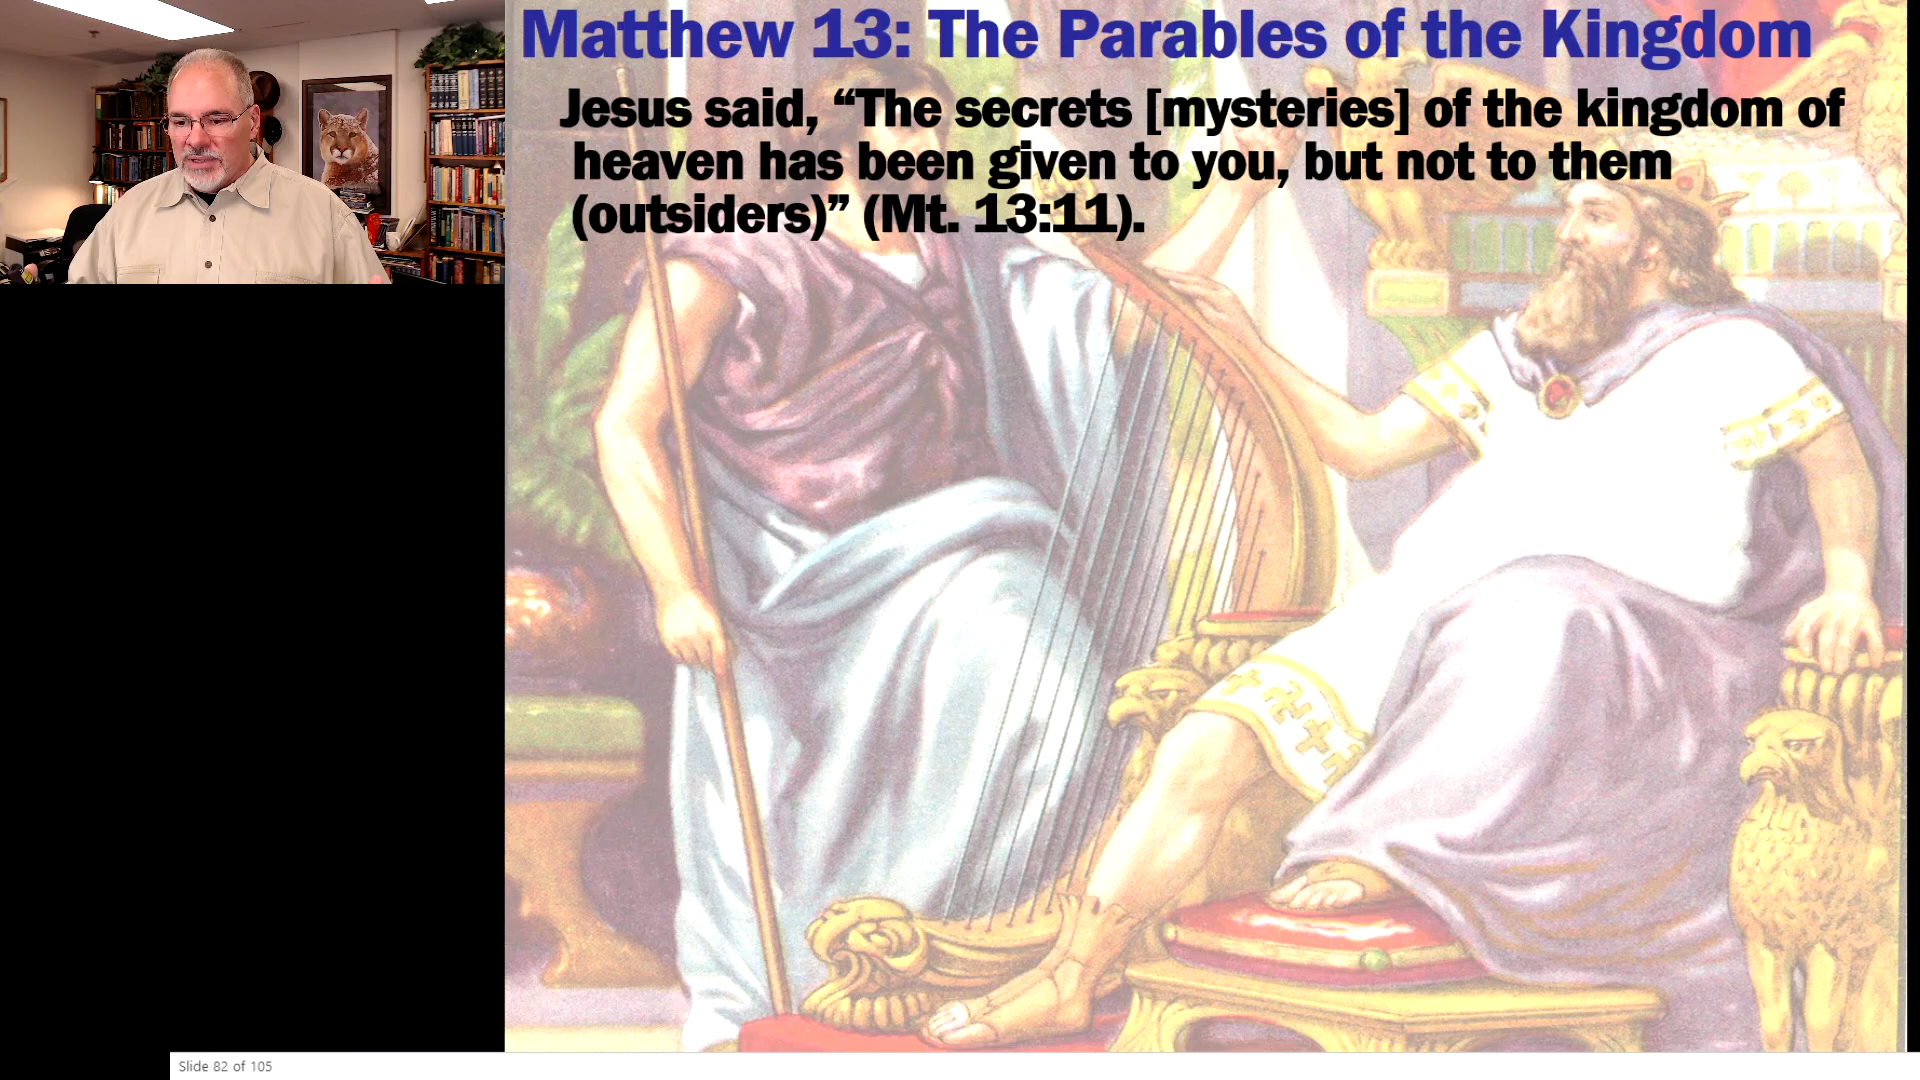 Matthew 13: The Parables of the Kingdom
Jesus said, “The secrets [mysteries] of the kingdom of
heaven has been given to you, but not to them
(outsiders)” (Mt. 13:11).
Slide 82 of 105